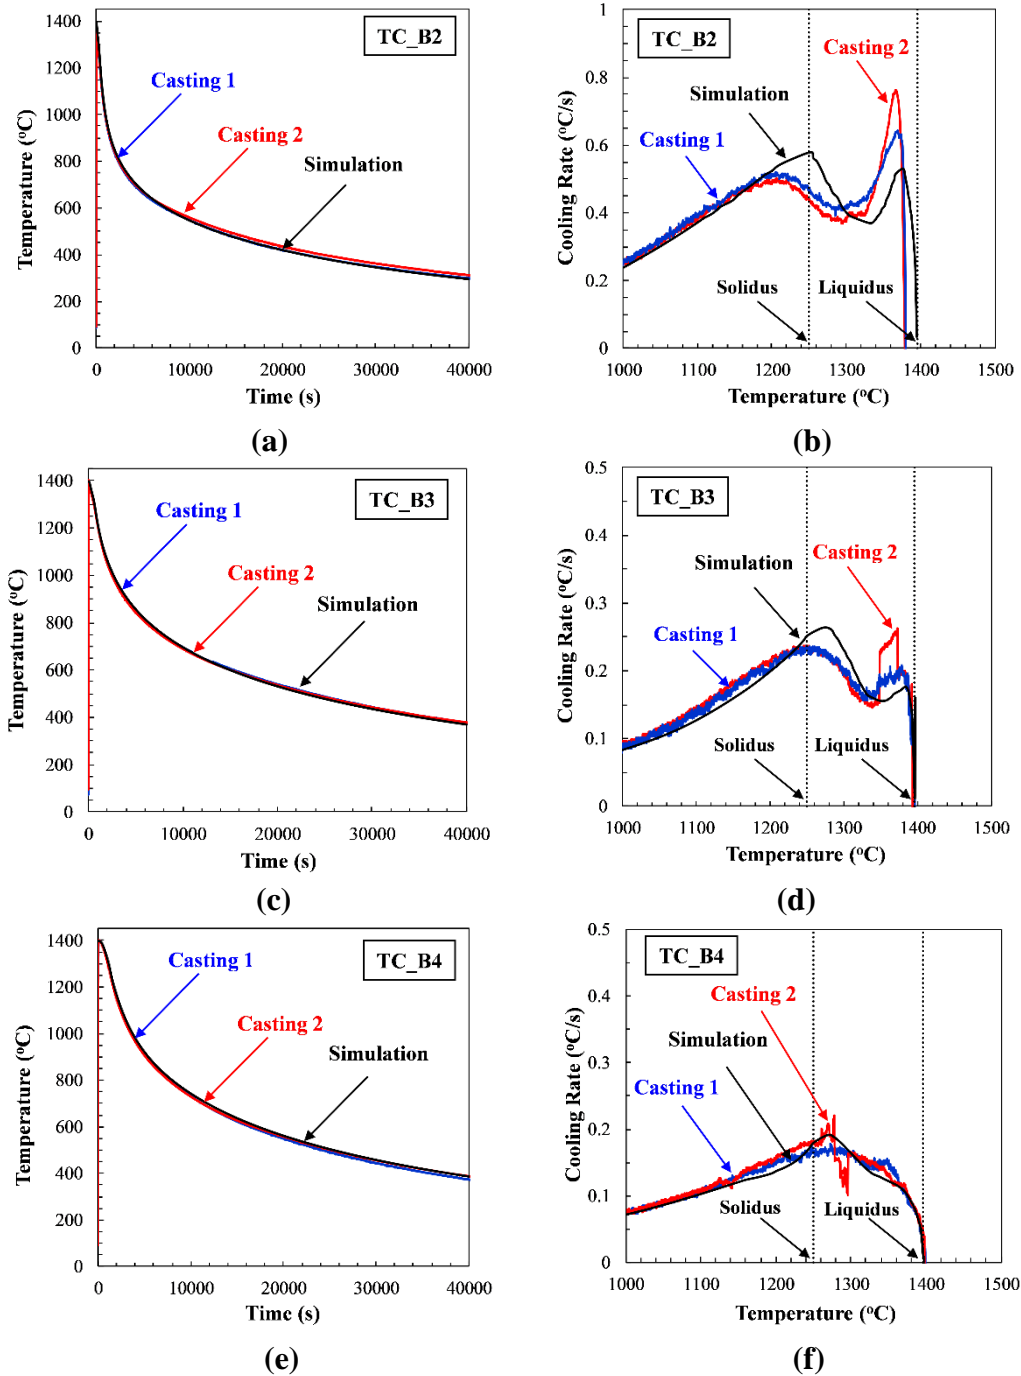 TC_B2
Casting 1
Casting 2
Simulation
Temperature (°C)
1400
1200
1000
800
600
400
200
0
0 10000 20000 30000 40000
Time (s)
(a)
TC_B2
Casting 2
Simulation
Casting 1
Solidus
Liquidus
Cooling Rate (°C/s)
1
0.8
0.6
0.4
0.2
0
1000 1100 1200 1300 1400 1500
Temperature (°C)
(b)
TC_B3
Casting 1
Casting 2
Simulation
Temperature (°C)
1400
1200
1000
800
600
400
200
0
0 10000 20000 30000 40000
Time (s)
(c)
TC_B3
Simulation
Casting 2
Casting 1
Solidus
Liquidus
Cooling Rate (°C/s)
0.5
0.4
0.3
0.2
0.1
0
1000 1100 1200 1300 1400 1500
Temperature (°C)
(d)
TC_B4
Casting 1
Casting 2
Simulation
Temperature (°C)
1400
1200
1000
800
600
400
200
0
0 10000 20000 30000 40000
Time (s)
(e)
TC_B4
Casting 2
Simulation
Casting 1
Solidus
Liquidus
Cooling Rate (°C/s)
0.5
0.4
0.3
0.2
0.1
0
1000 1100 1200 1300 1400 1500
Temperature (°C)
(f)